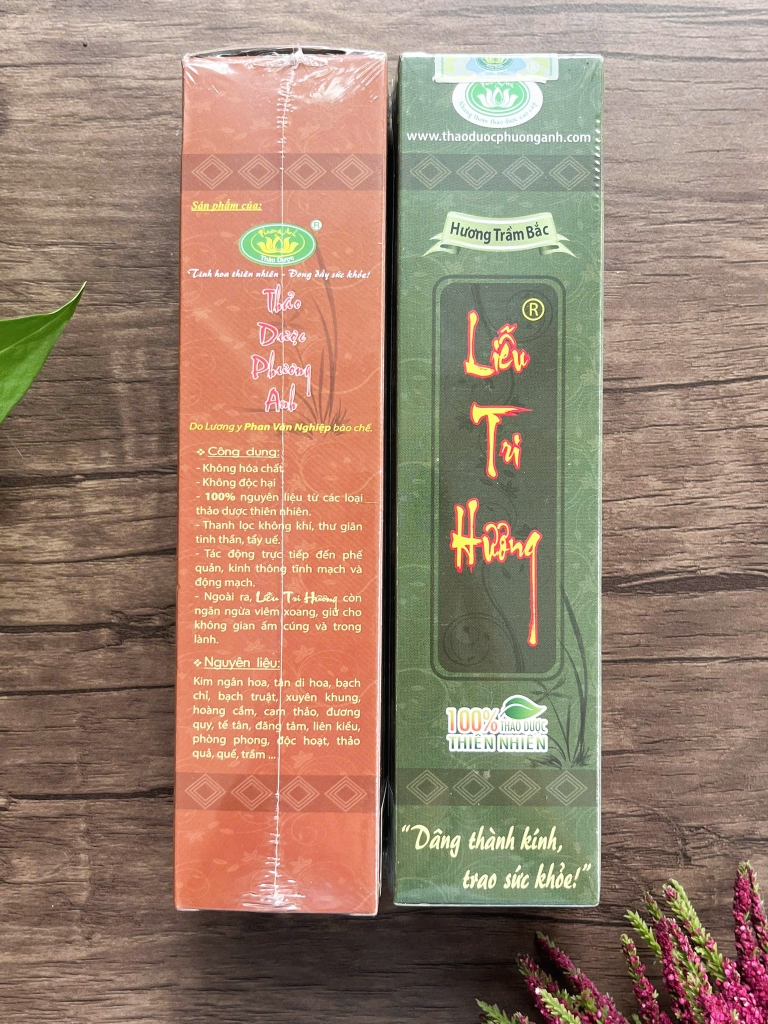 Sản phẩm của:
Phương Anh
Thảo Dược
®
Tinh hoa thiên nhiên - Đong đầy sức khỏe!
Thảo
Dược
Phương
Anh
Do Lương y Phan Văn Nghiệp bào chế.
Công dụng:
- Không hóa chất
- Không độc hại
- 100% nguyên liệu từ các loại
thảo dược thiên nhiên.
- Thanh lọc không khí, thư giãn
tinh thần, tẩy uế.
- Tác động trực tiếp đến phế
quản, kinh thông tĩnh mạch và
động mạch.
- Ngoài ra, Liễu Tri Hương còn
ngăn ngừa viêm xoang, giữ cho
không gian ấm cúng và trong
lành.
Nguyên liệu:
Kim ngân hoa, tân di hoa, bạch
chỉ, bạch truật, xuyên khung,
hoàng cầm, cam thảo, đương
quy, tế tân, đăng tâm, liên kiều,
phòng phong, độc hoạt, thảo
quả, quế, trầm ...
www.thaoduocphuonganh.com
Hương Trầm Bắc
®
Liễu
Tri
Hương
100% THẢO DƯỢC
THIÊN NHIÊN
“Dâng thành kính,
trao sức khỏe!”